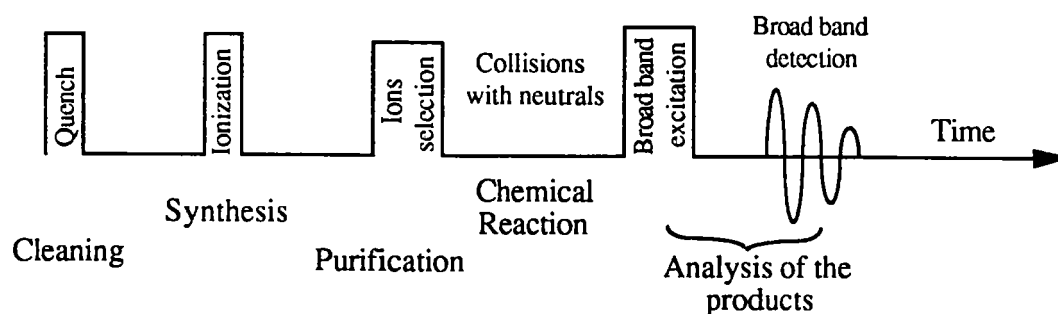 Quench
Ionization
Ions
selection
Collisions
with neutrals
Broad band
excitation
Broad band
detection
Time
Cleaning
Synthesis
Purification
Chemical
Reaction
Analysis of the
products